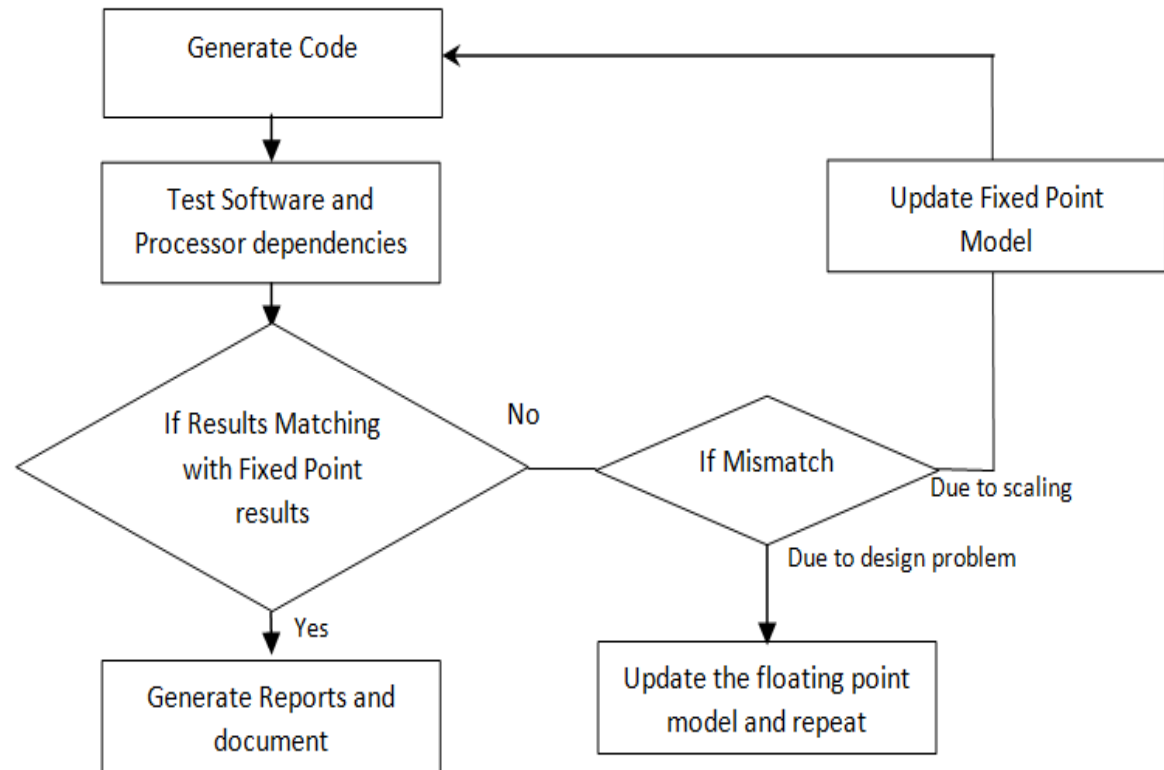 Generate Code
Test Software and
Processor dependencies
Update Fixed Point
Model
If Results Matching
with Fixed Point
results
No
If Mismatch
Due to scaling
Due to design problem
Yes
Generate Reports and
document
Update the floating point
model and repeat